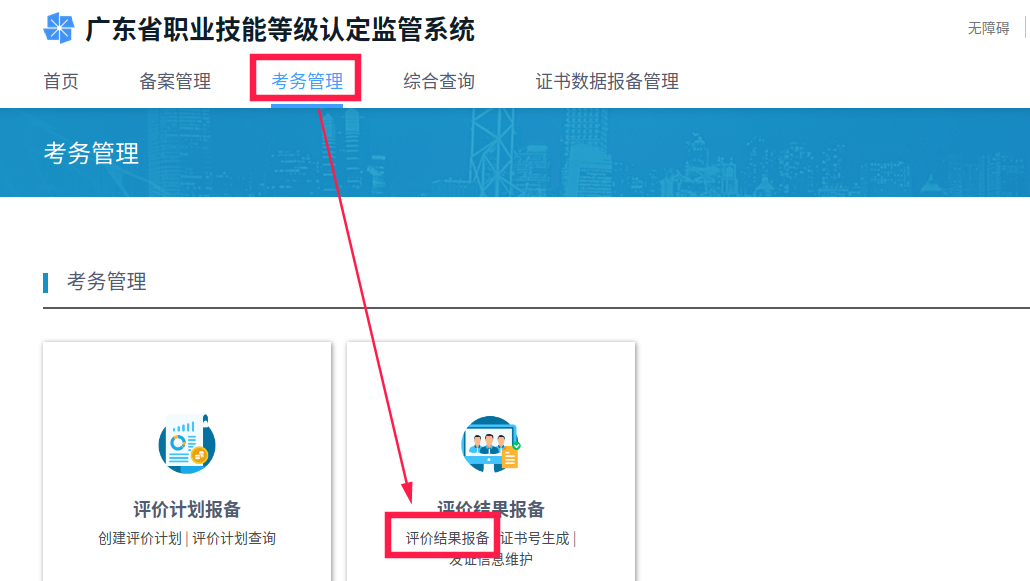 广东省职业技能等级认定监管系统
无障碍
首页 备案管理 考务管理 综合查询 证书数据报备管理
考务管理
考务管理
评价计划报备
创建评价计划 | 评价计划查询
评价结果报备
评价结果报备 证书号生成 |
发证信息维护